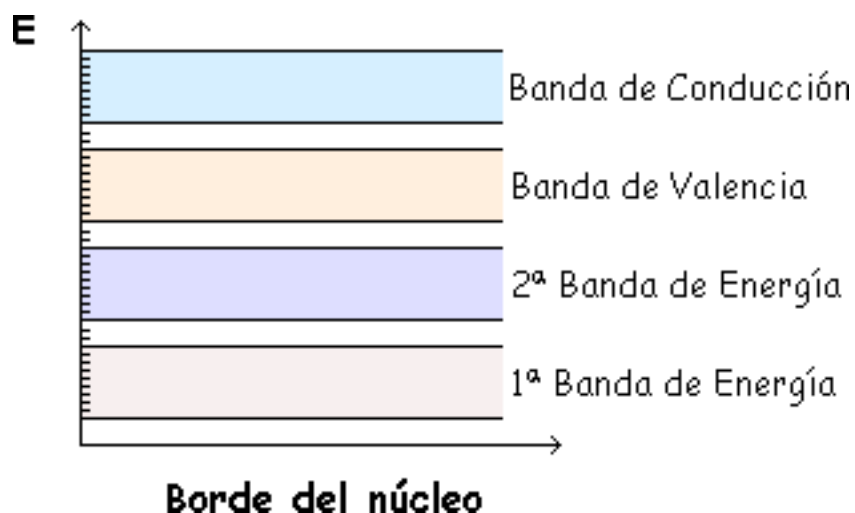 E
Banda de Conducción
Banda de Valencia
2ª Banda de Energía
1ª Banda de Energía
Borde del núcleo